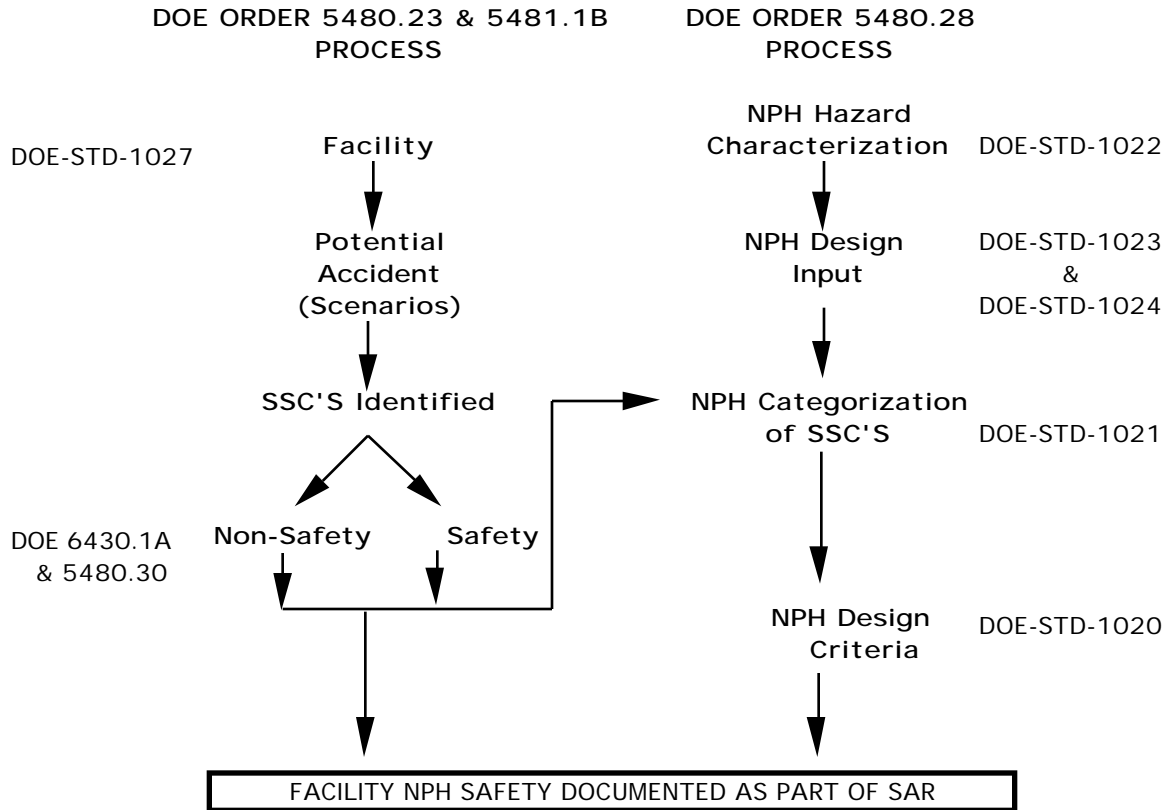 DOE ORDER 5480.23 & 5481.1B
PROCESS
DOE ORDER 5480.28
PROCESS
DOE-STD-1027
Facility
NPH Hazard
Characterization
DOE-STD-1022
Potential
Accident
(Scenarios)
NPH Design
Input
DOE-STD-1023
&
DOE-STD-1024
SSC'S Identified
NPH Categorization
of SSC'S
DOE-STD-1021
DOE 6430.1A
& 5480.30
Non-Safety
Safety
NPH Design
Criteria
DOE-STD-1020
FACILITY NPH SAFETY DOCUMENTED AS PART OF SAR